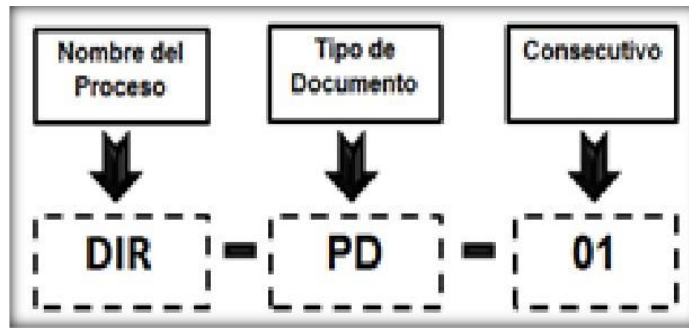 Nombre del
Proceso
Tipo de
Documento
Consecutivo
DIR - PD - 01